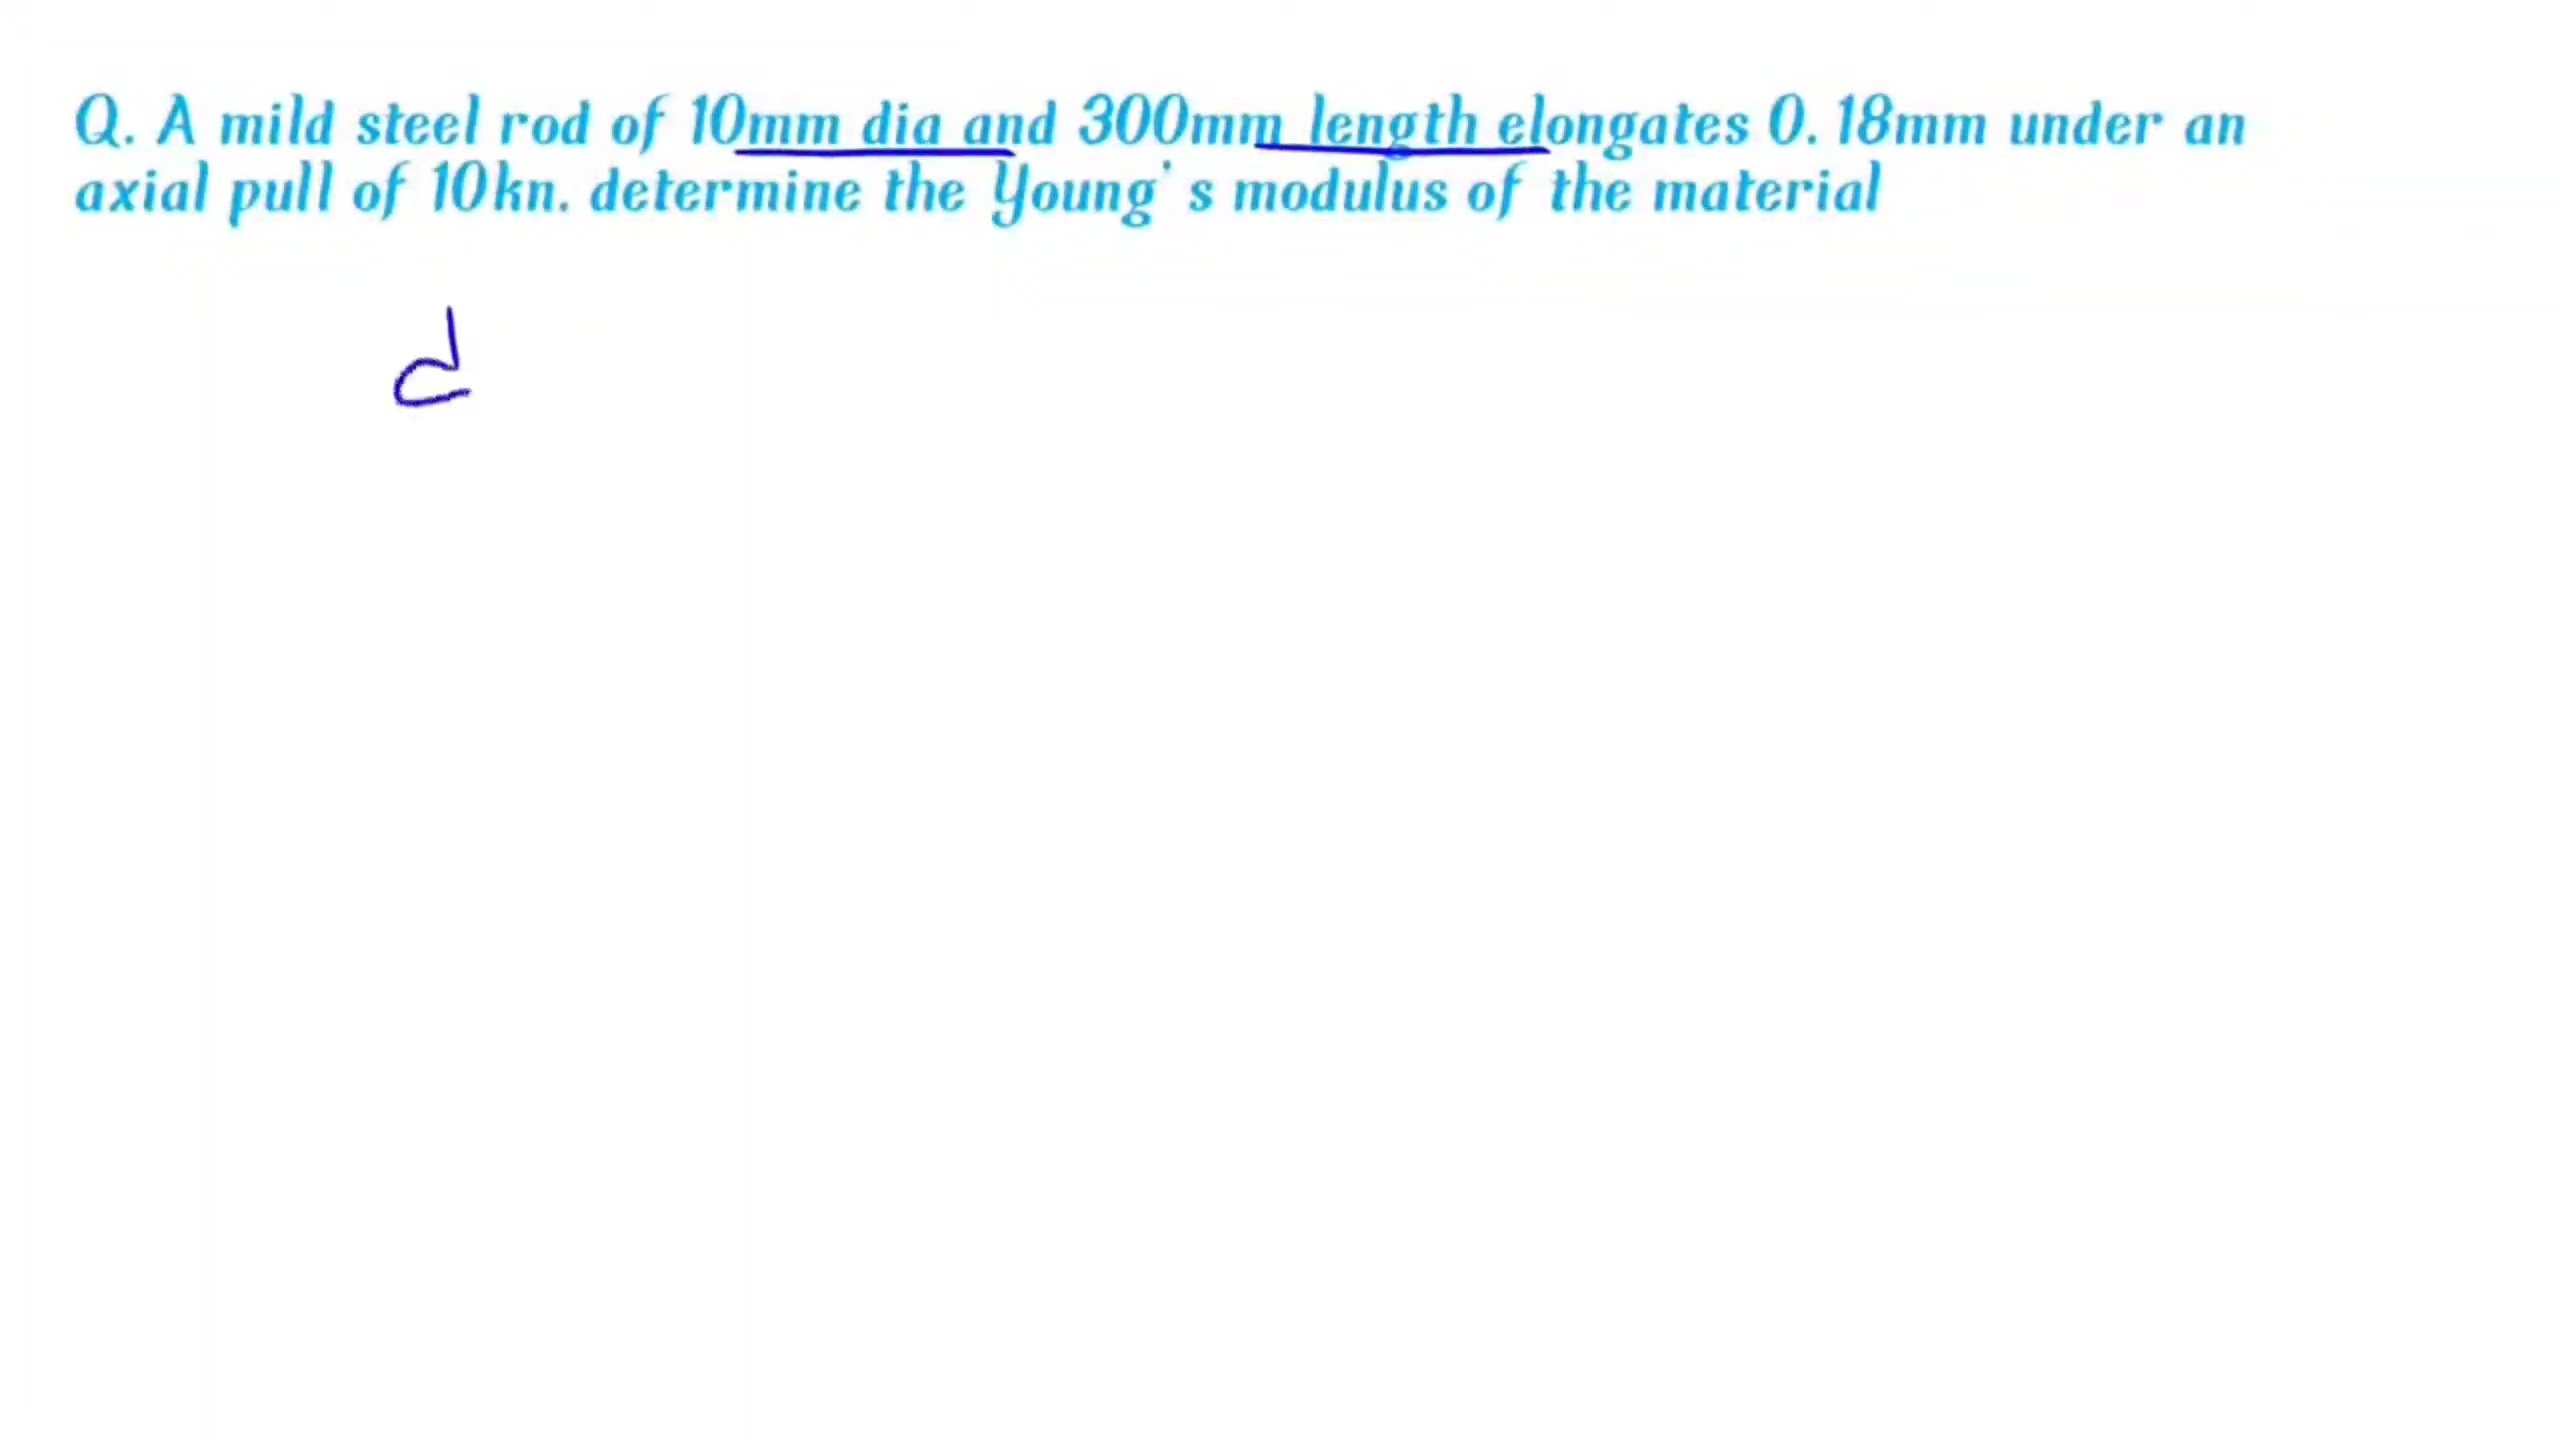 Q. A mild steel rod of 10mm dia and 300mm length elongates 0.18mm under an
axial pull of 10kn. determine the Young's modulus of the material
d